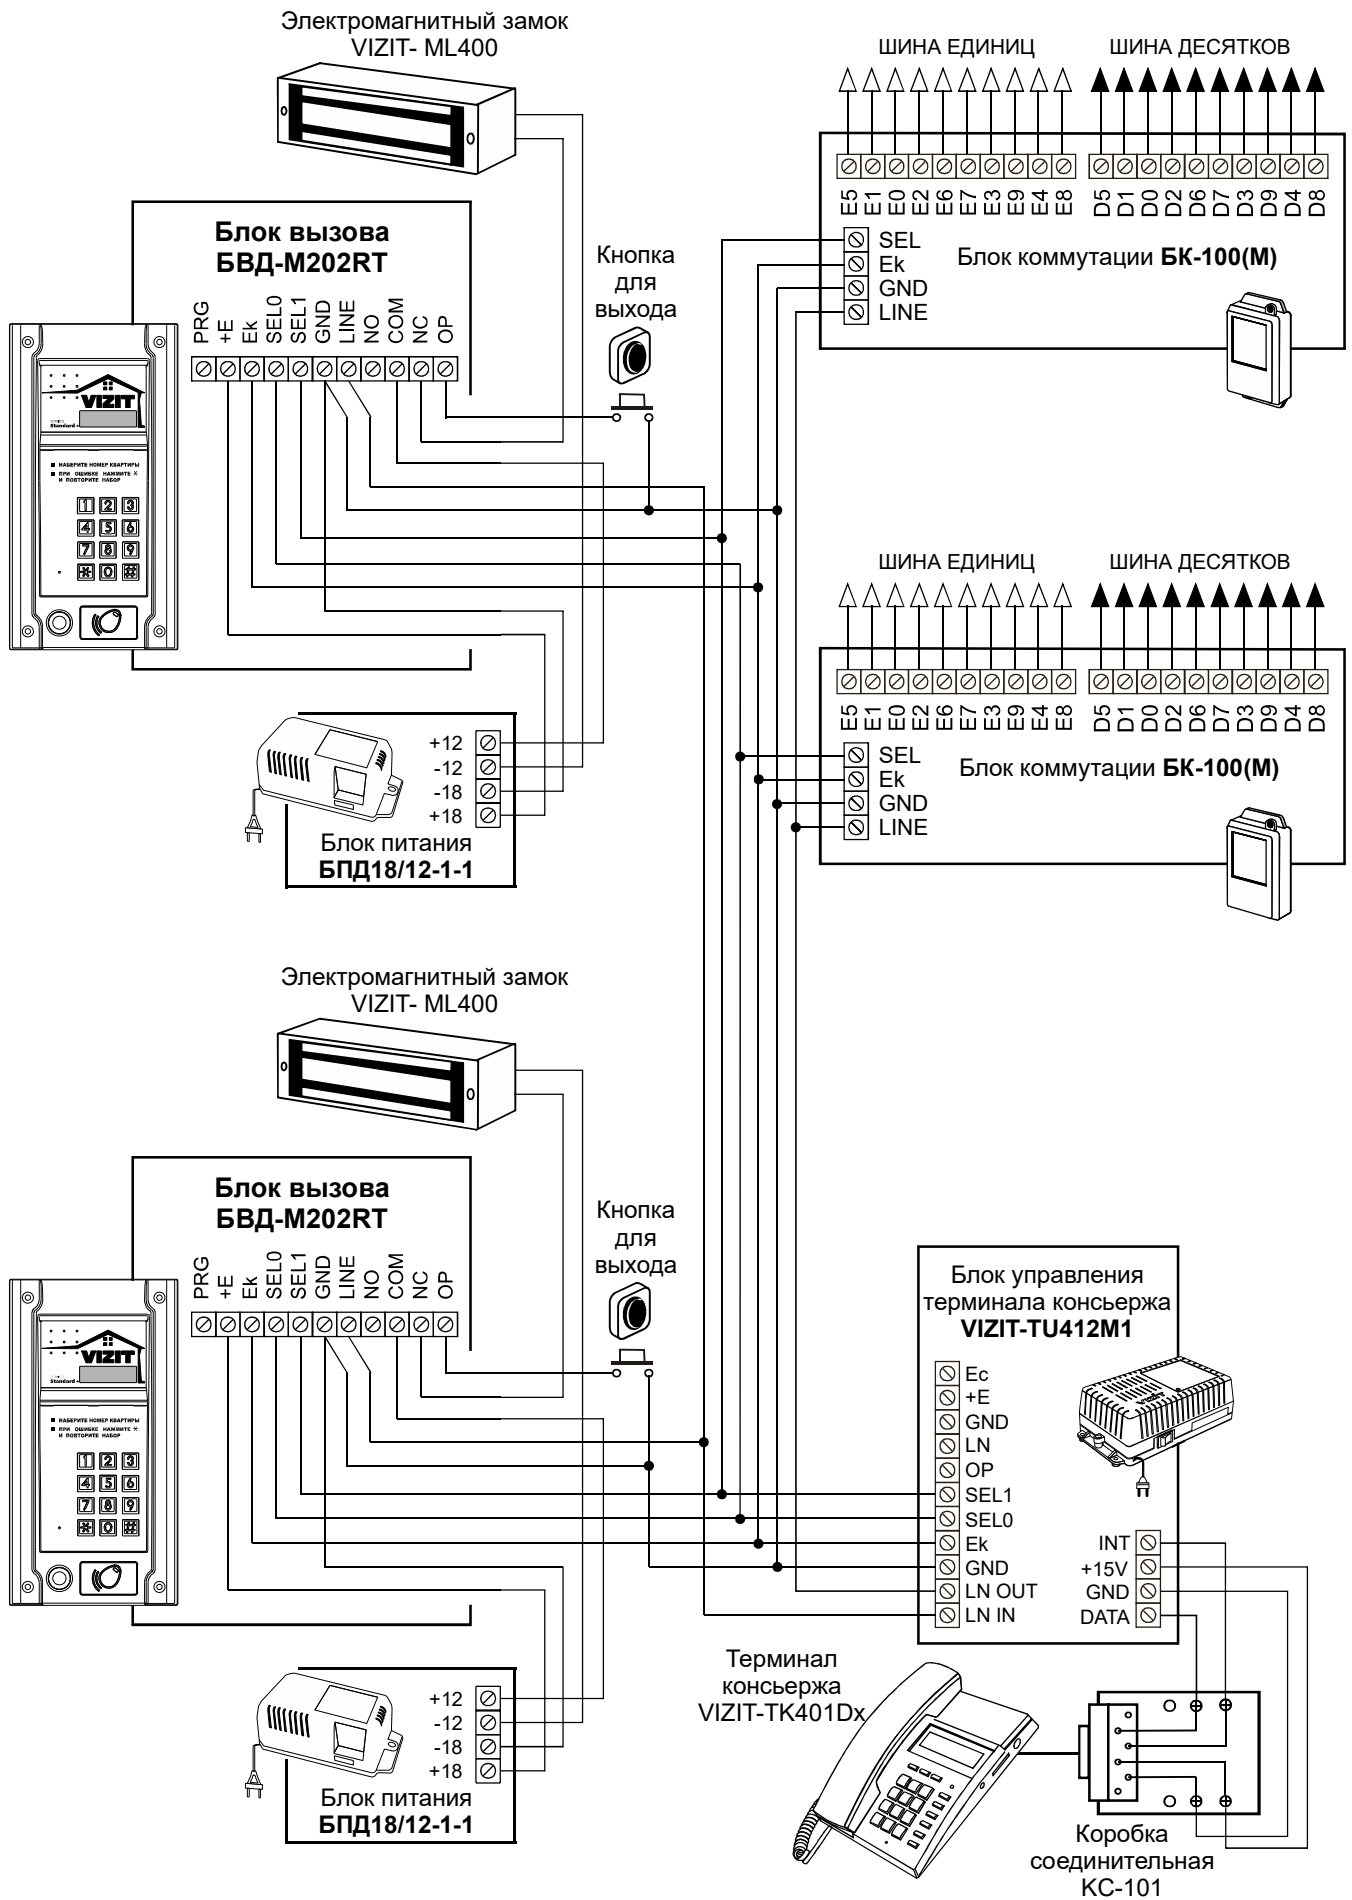 Электромагнитный замок
VIZIT- ML400
ШИНА ЕДИНИЦ
ШИНА ДЕСЯТКОВ
E5 E1 E0 E2 E6 E7 E3 E9 E4 E8
D5 D1 D0 D2 D6 D7 D3 D9 D4 D8
SEL
Ek
GND
LINE
Блок коммутации БК-100(М)
Блок вызова
БВД-M202RT
PRG +E Ek SEL0 SEL1 GND LINE NO COM NC OP
Кнопка
для
выхода
VIZIT
Standard
НАБЕРИТЕ НОМЕР КВАРТИРЫ
ПРИ ОШИБКЕ НАЖМИТЕ *
И ПОВТОРИТЕ НАБОР
1 2 3
4 5 6
7 8 9
* 0 #
+12
-12
-18
+18
Блок питания
БПД18/12-1-1
ШИНА ЕДИНИЦ
ШИНА ДЕСЯТКОВ
E5 E1 E0 E2 E6 E7 E3 E9 E4 E8
D5 D1 D0 D2 D6 D7 D3 D9 D4 D8
SEL
Ek
GND
LINE
Блок коммутации БК-100(М)
Электромагнитный замок
VIZIT- ML400
Блок вызова
БВД-M202RT
PRG +E Ek SEL0 SEL1 GND LINE NO COM NC OP
Кнопка
для
выхода
VIZIT
Standard
НАБЕРИТЕ НОМЕР КВАРТИРЫ
ПРИ ОШИБКЕ НАЖМИТЕ *
И ПОВТОРИТЕ НАБОР
1 2 3
4 5 6
7 8 9
* 0 #
+12
-12
-18
+18
Блок питания
БПД18/12-1-1
Блок управления
терминала консьержа
VIZIT-TU412M1
Ec
+E
GND
LN
OP
SEL1
SEL0
Ek
GND
LN OUT
LN IN
INT
+15V
GND
DATA
Терминал
консьержа
VIZIT-TK401Dx
Коробка
соединительная
КС-101